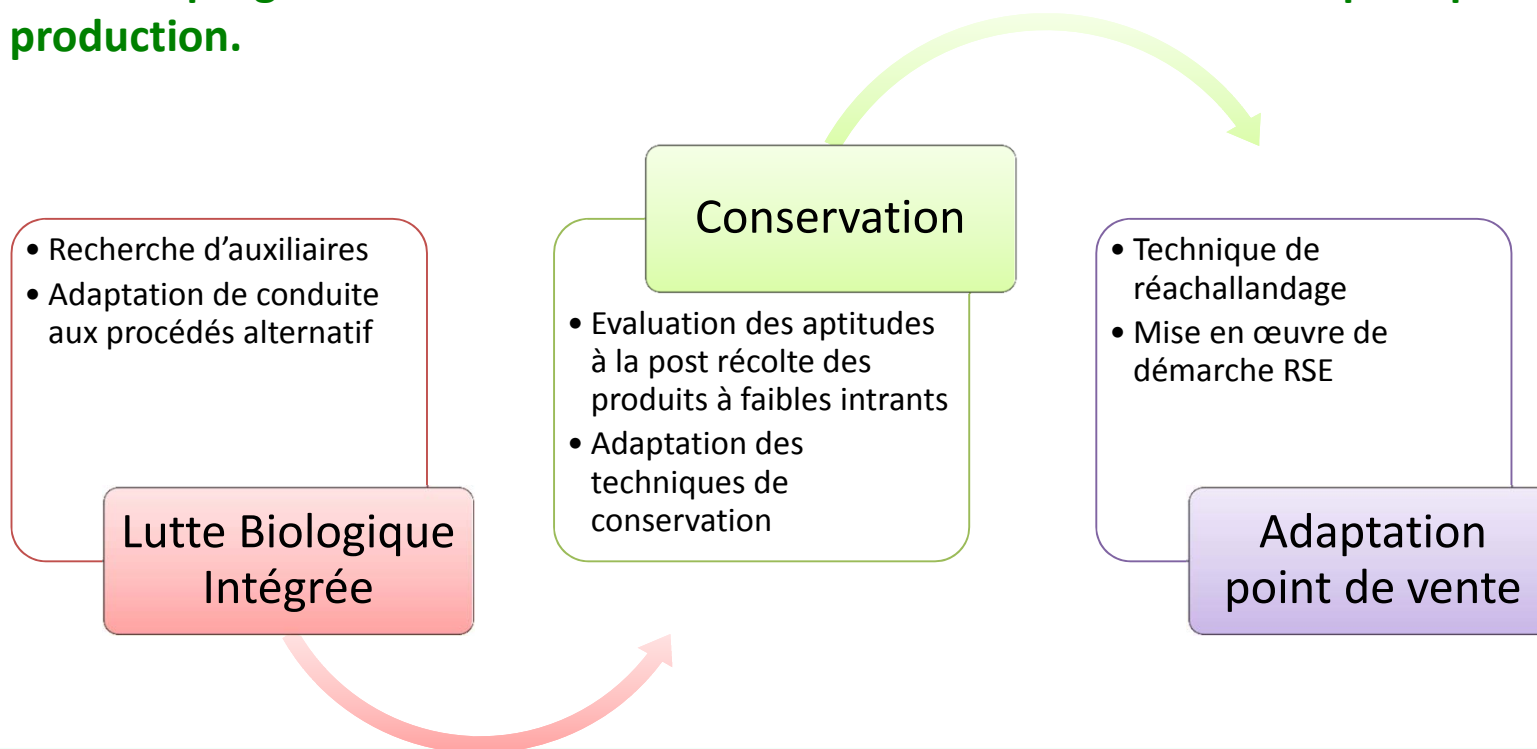 production.
• Recherche d’auxiliaires
• Adaptation de conduite
aux procédés alternatif
Lutte Biologique
Intégrée
Conservation
• Evaluation des aptitudes
à la post récolte des
produits à faibles intrants
• Adaptation des
techniques de
conservation
• Technique de
réachallandage
• Mise en œuvre de
démarche RSE
Adaptation
point de vente